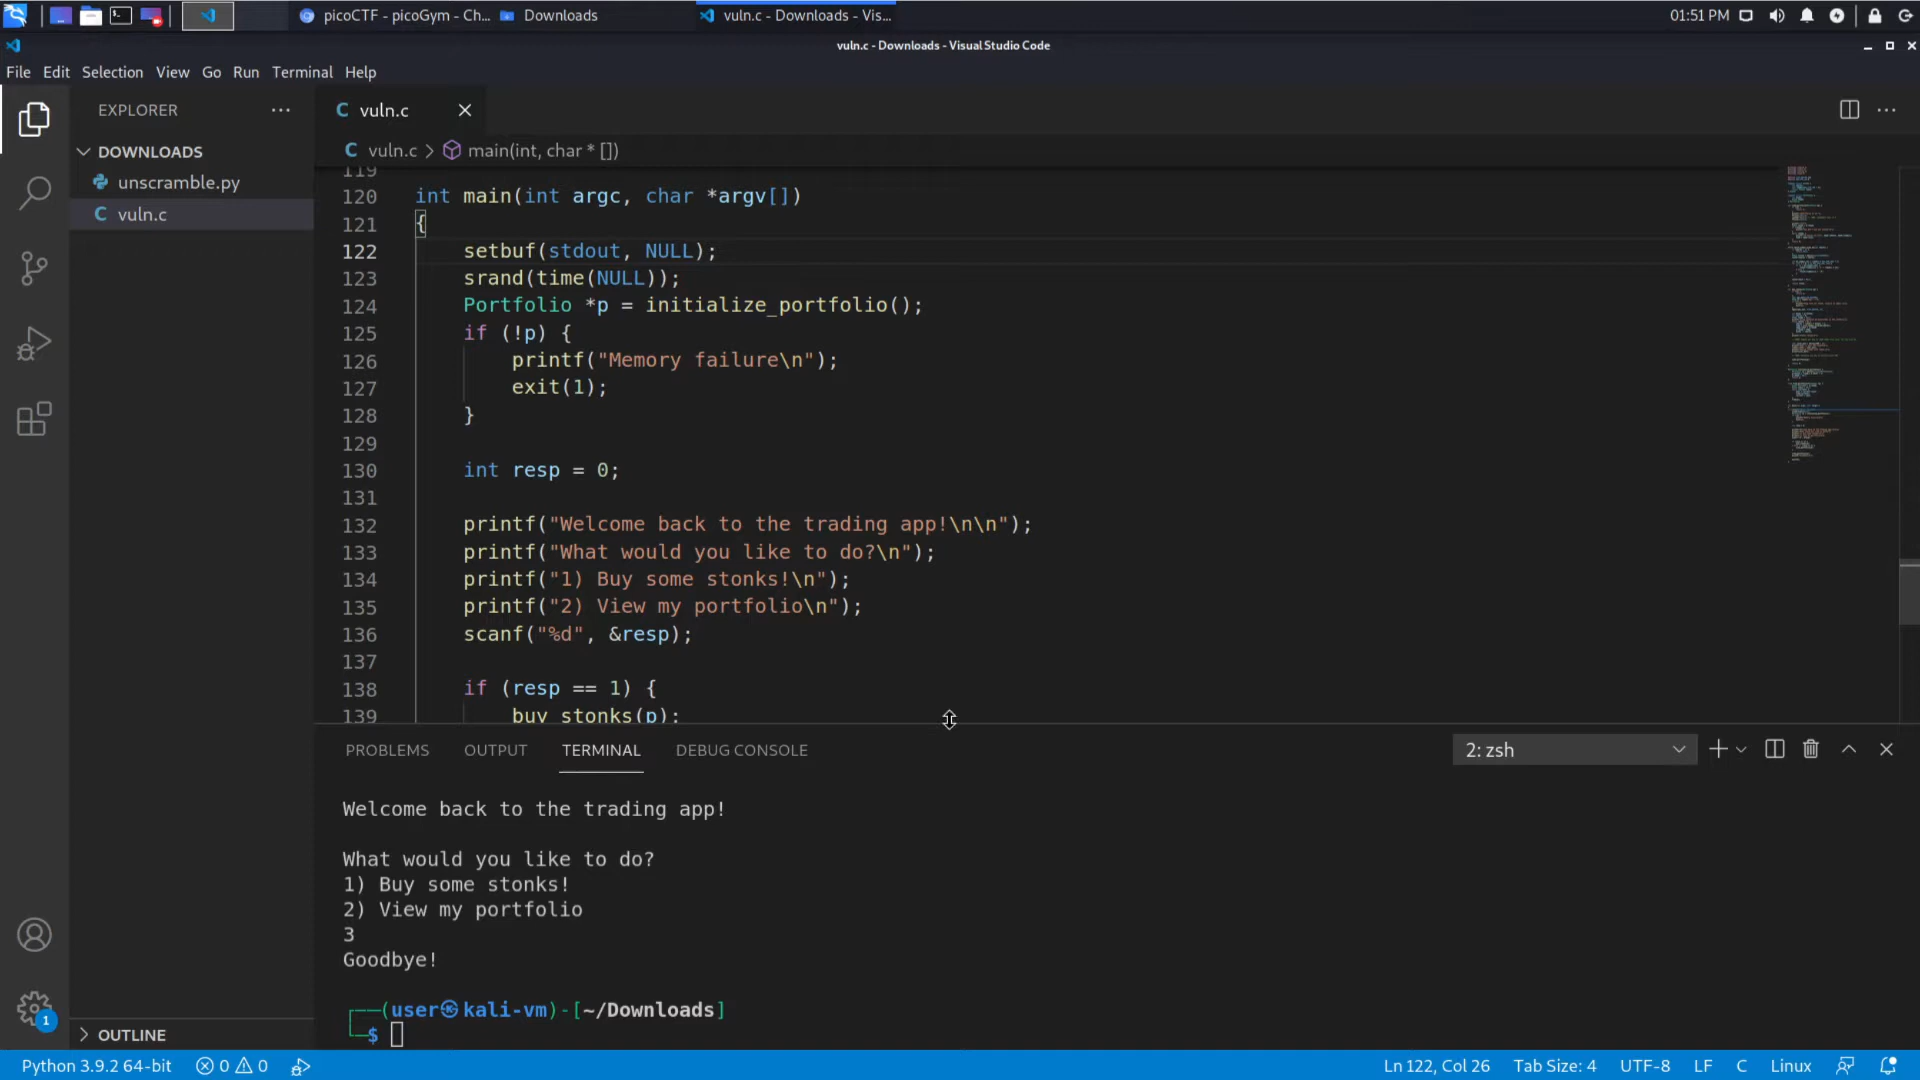 picoCTF - picoGym - Ch...
Downloads
vuln.c - Downloads - Vis...
01:51 PM
vuln.c - Downloads - Visual Studio Code
File Edit Selection View Go Run Terminal Help
EXPLORER
vuln.c
DOWNLOADS
vuln.c > main(int, char * [])
unscramble.py
vuln.c
119
120 int main(int argc, char *argv[])
121 {
122 setbuf(stdout, NULL);
123 srand(time(NULL));
124 Portfolio *p = initialize_portfolio();
125 if (!p) {
126 printf("Memory failure\n");
127 exit(1);
128 }
129
130 int resp = 0;
131
132 printf("Welcome back to the trading app!\n\n");
133 printf("What would you like to do?\n");
134 printf("1) Buy some stonks!\n");
135 printf("2) View my portfolio\n");
136 scanf("%d", &resp);
137
138 if (resp == 1) {
139 buy_stonks(p);
PROBLEMS OUTPUT TERMINAL DEBUG CONSOLE
2: zsh
Welcome back to the trading app!
What would you like to do?
1) Buy some stonks!
2) View my portfolio
3
Goodbye!
(user㉿kali-vm)-[~/Downloads]
$
1
OUTLINE
Python 3.9.2 64-bit
0
0
Ln 122, Col 26
Tab Size: 4
UTF-8
LF
C
Linux